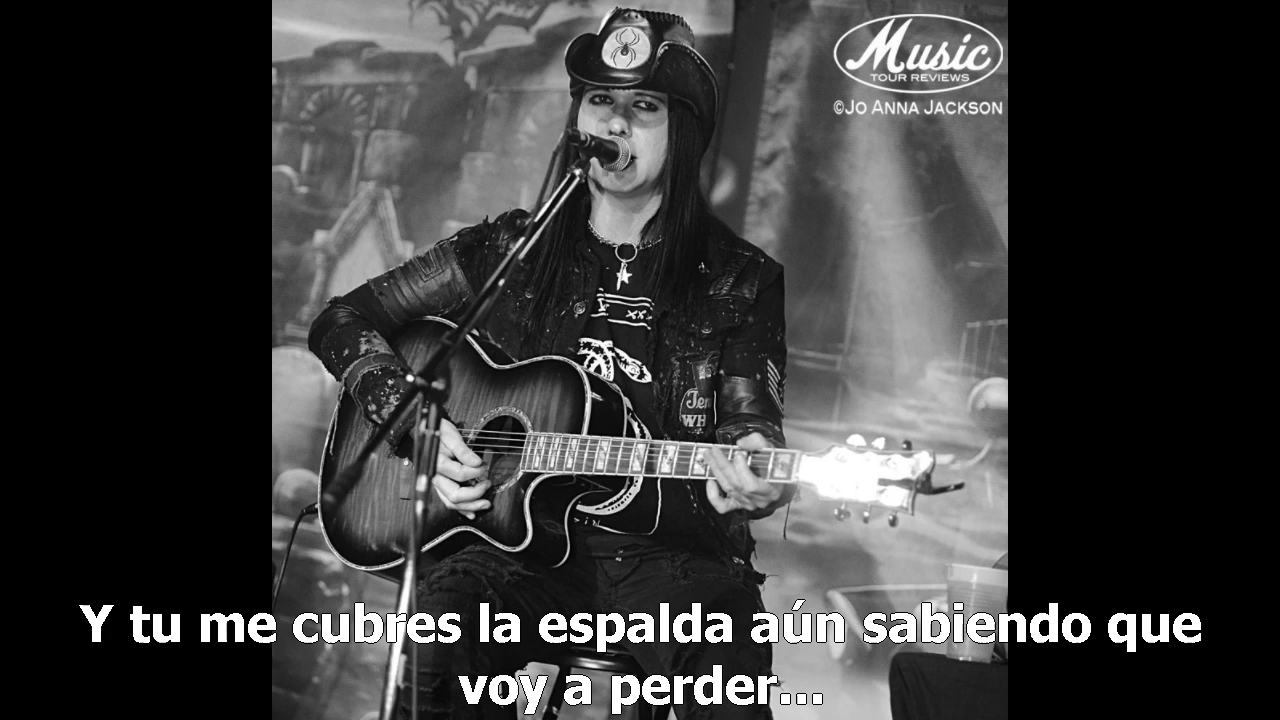 Music
TOUR REVIEWS
©JO ANNA JACKSON
Y tu me cubres la espalda aún sabiendo que
voy a perder...